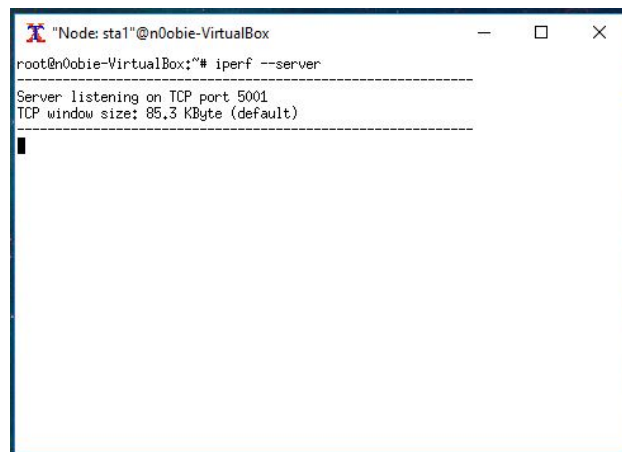 "Node: sta1"@n0obie-VirtualBox
root@n0obie-VirtualBox:~# iperf --server
------------------------------------------------------------
Server listening on TCP port 5001
TCP window size: 85.3 KByte (default)
------------------------------------------------------------